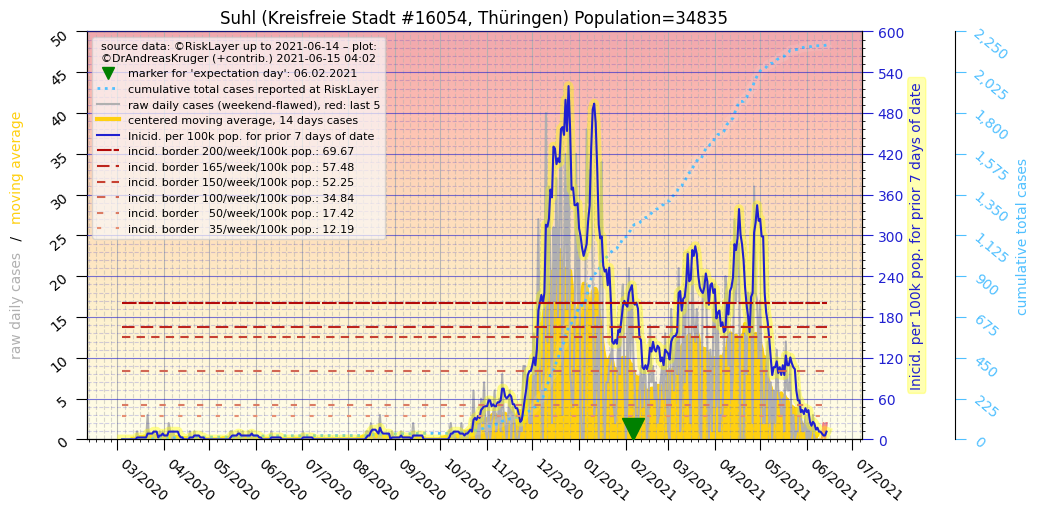 Suhl (Kreisfreie Stadt #16054, Thüringen) Population=34835
source data: ©RiskLayer up to 2021-06-14 – plot:
©DrAndreasKruger (+contrib.) 2021-06-15 04:02
marker for 'expectation day': 06.02.2021
cumulative total cases reported at RiskLayer
raw daily cases (weekend-flawed), red: last 5
centered moving average, 14 days cases
Inicid. per 100k pop. for prior 7 days of date
incid. border 200/week/100k pop.: 69.67
incid. border 165/week/100k pop.: 57.48
incid. border 150/week/100k pop.: 52.25
incid. border 100/week/100k pop.: 34.84
incid. border   50/week/100k pop.: 17.42
incid. border   35/week/100k pop.: 12.19
raw daily cases / moving average
50
45
40
35
30
25
20
15
10
5
0
03/2020
04/2020
05/2020
06/2020
07/2020
08/2020
09/2020
10/2020
11/2020
12/2020
01/2021
02/2021
03/2021
04/2021
05/2021
06/2021
07/2021
600
540
480
420
360
300
240
180
120
60
0
Inicid. per 100k pop. for prior 7 days of date
2,250
2,025
1,800
1,575
1,350
1,125
900
675
450
225
0
cumulative total cases